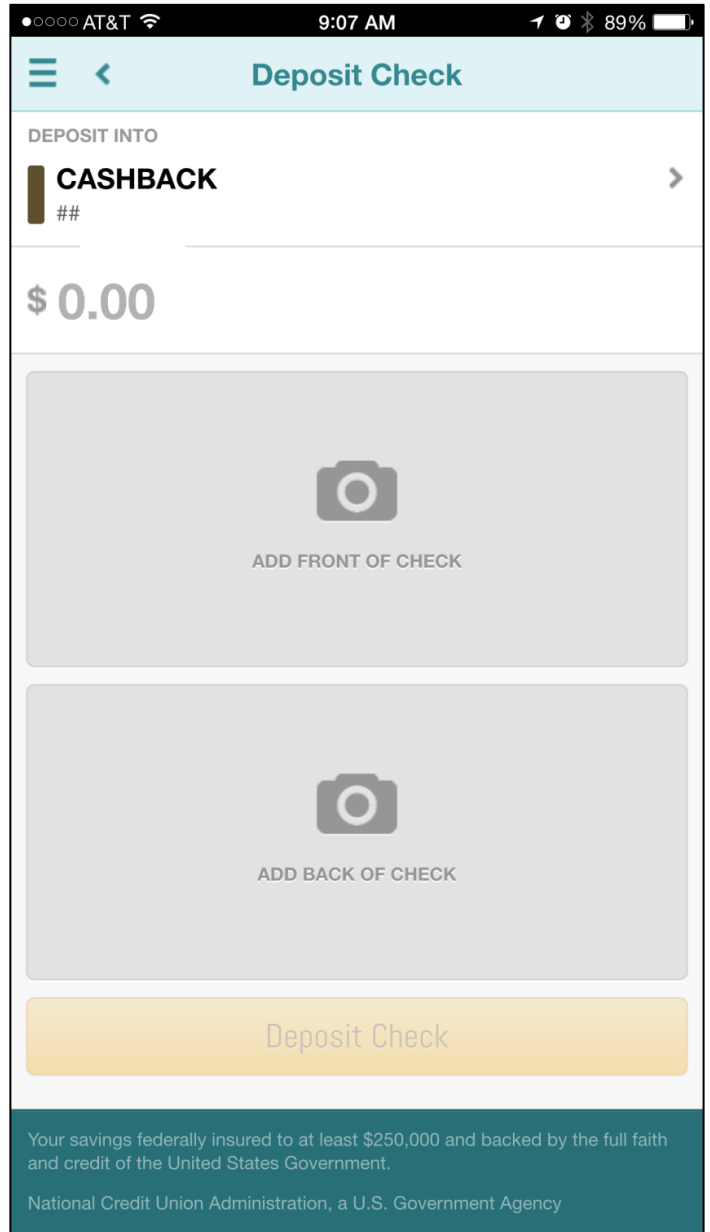 AT&T 9:07 AM 89%
Deposit Check
DEPOSIT INTO
CASHBACK
##
$ 0.00
ADD FRONT OF CHECK
ADD BACK OF CHECK
Deposit Check
Your savings federally insured to at least $250,000 and backed by the full faith
and credit of the United States Government.
National Credit Union Administration, a U.S. Government Agency